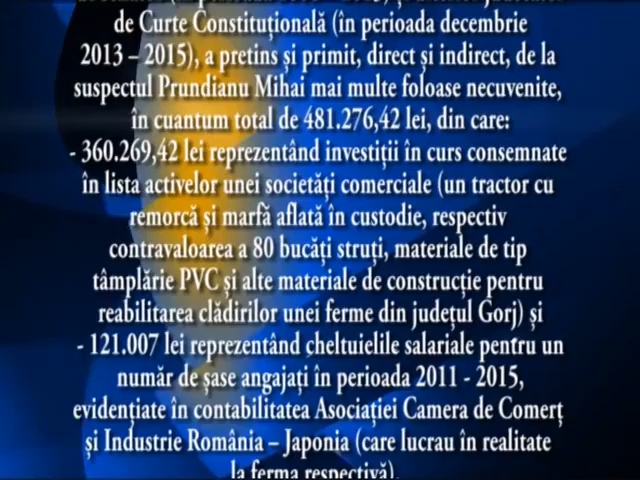 de Curte Constituțională (în perioada decembrie
2013 – 2015), a pretins și primit, direct și indirect, de la
suspectul Prundianu Mihai mai multe foloase necuvenite,
în cuantum total de 481.276,42 lei, din care:
- 360.269,42 lei reprezentând investiții în curs consemnate
în lista activelor unei societăți comerciale (un tractor cu
remorcă și marfă aflată în custodie, respectiv
contravaloarea a 80 bucăți struți, materiale de tip
tâmplărie PVC și alte materiale de construcție pentru
reabilitarea clădirilor unei ferme din județul Gorj) și
- 121.007 lei reprezentând cheltuielile salariale pentru un
număr de șase angajați în perioada 2011 - 2015,
evidențiate în contabilitatea Asociației Camera de Comerț
și Industrie România – Japonia (care lucrau în realitate
la ferma respectivă).